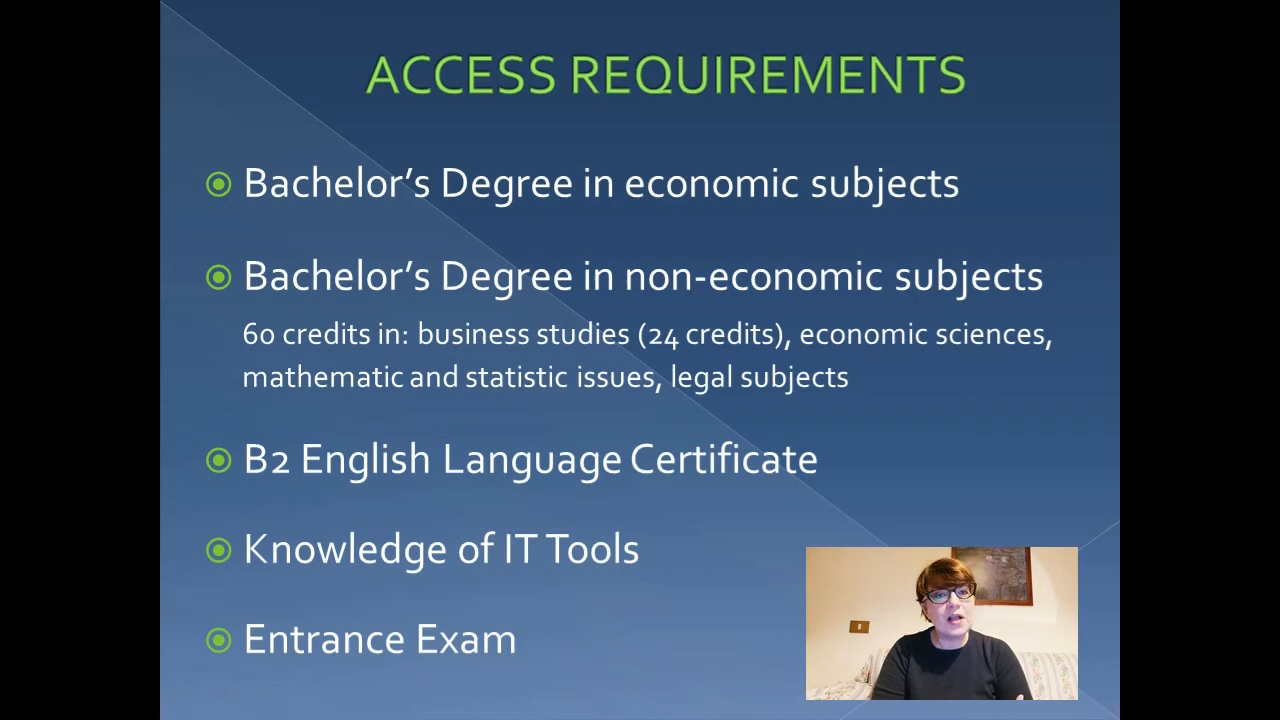 ACCESS REQUIREMENTS
Bachelor’s Degree in economic subjects
Bachelor’s Degree in non-economic subjects
60 credits in: business studies (24 credits), economic sciences,
mathematic and statistic issues, legal subjects
B2 English Language Certificate
Knowledge of IT Tools
Entrance Exam